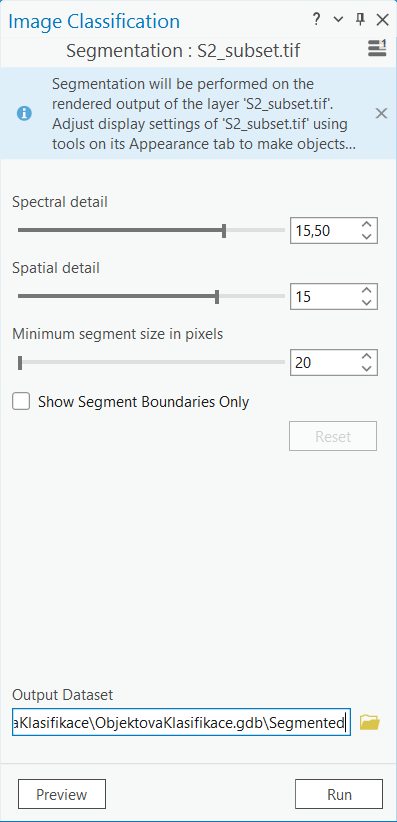 Image Classification
Segmentation : S2_subset.tif
Segmentation will be performed on the
rendered output of the layer 'S2_subset.tif'.
Adjust display settings of 'S2_subset.tif' using
tools on its Appearance tab to make objects...
Spectral detail
15,50
Spatial detail
15
Minimum segment size in pixels
20
Show Segment Boundaries Only
Reset
Output Dataset
aKlasifikace\ObjektovaKlasifikace.gdb\Segmented
Preview
Run